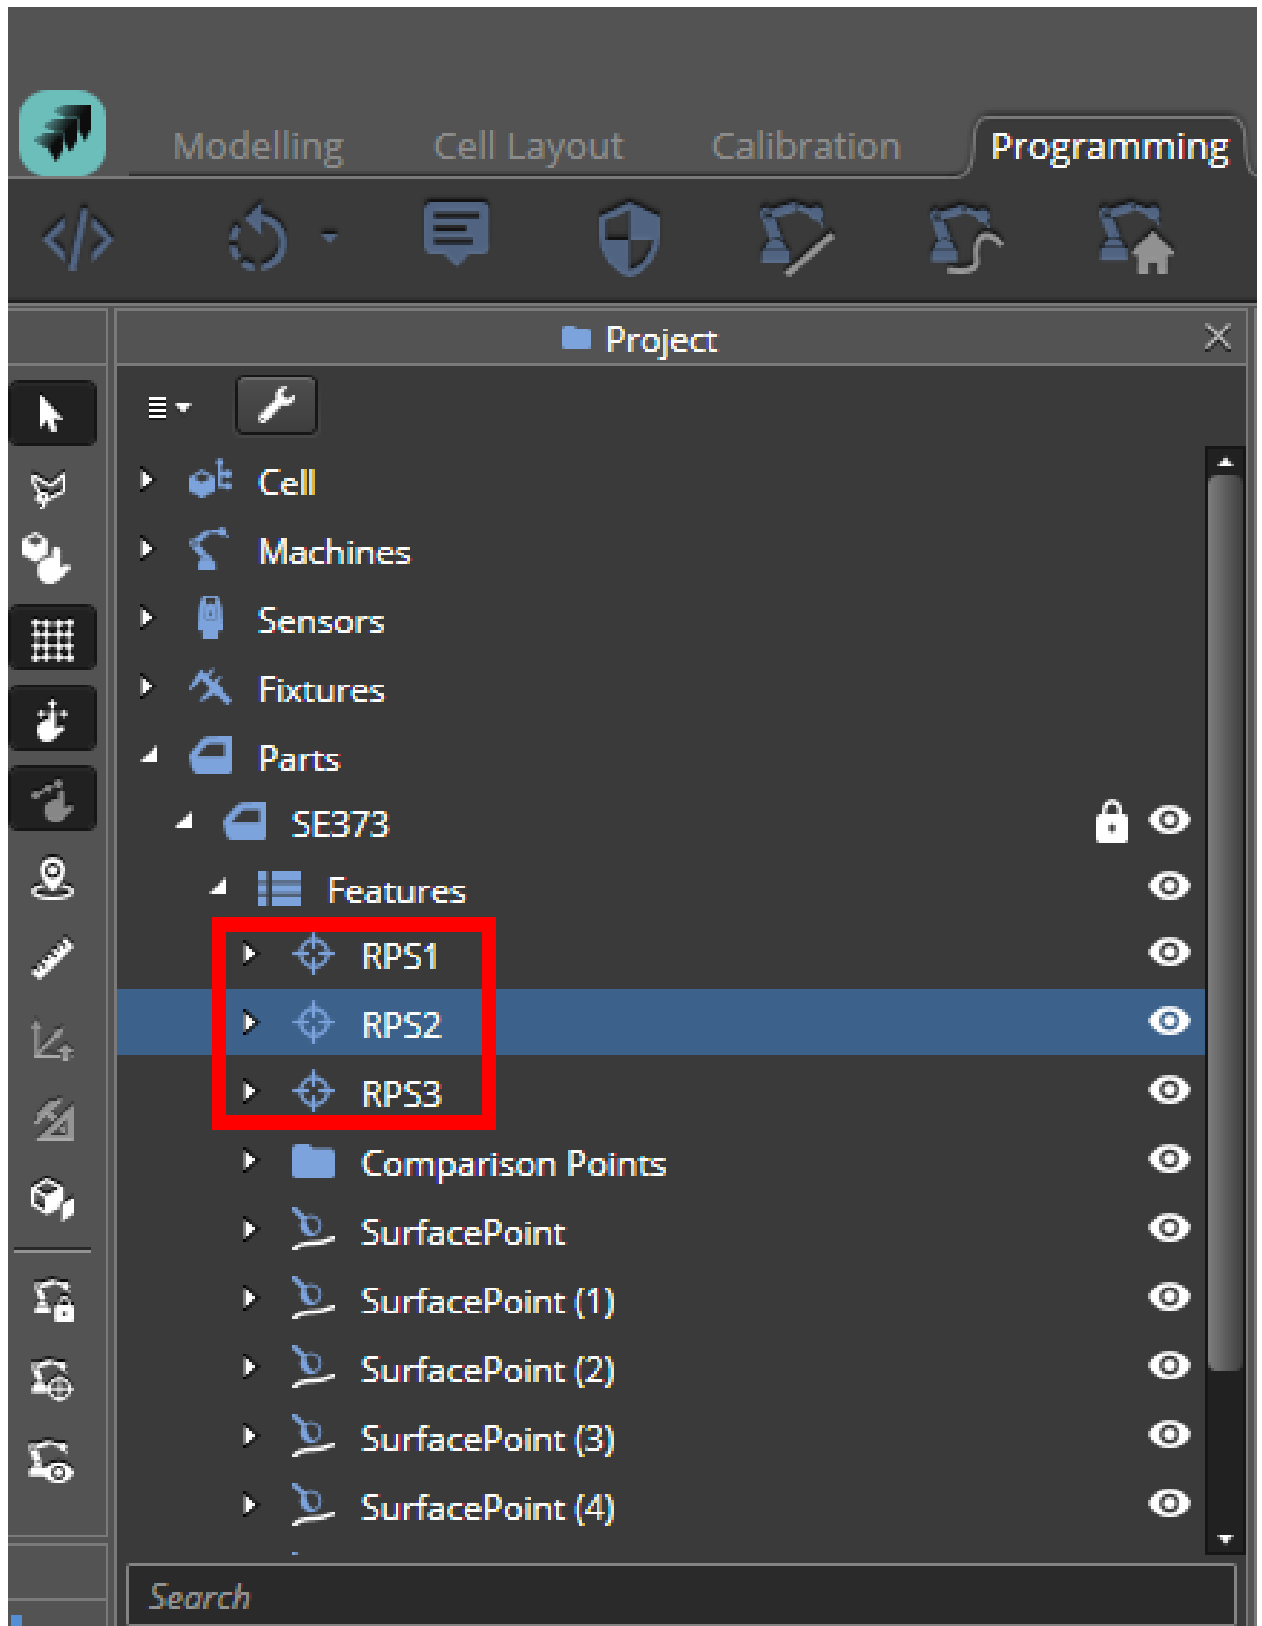 Modelling Cell Layout Calibration Programming
Project
Cell
Machines
Sensors
Fixtures
Parts
SE373
Features
RPS1
RPS2
RPS3
Comparison Points
SurfacePoint
SurfacePoint (1)
SurfacePoint (2)
SurfacePoint (3)
SurfacePoint (4)
Search